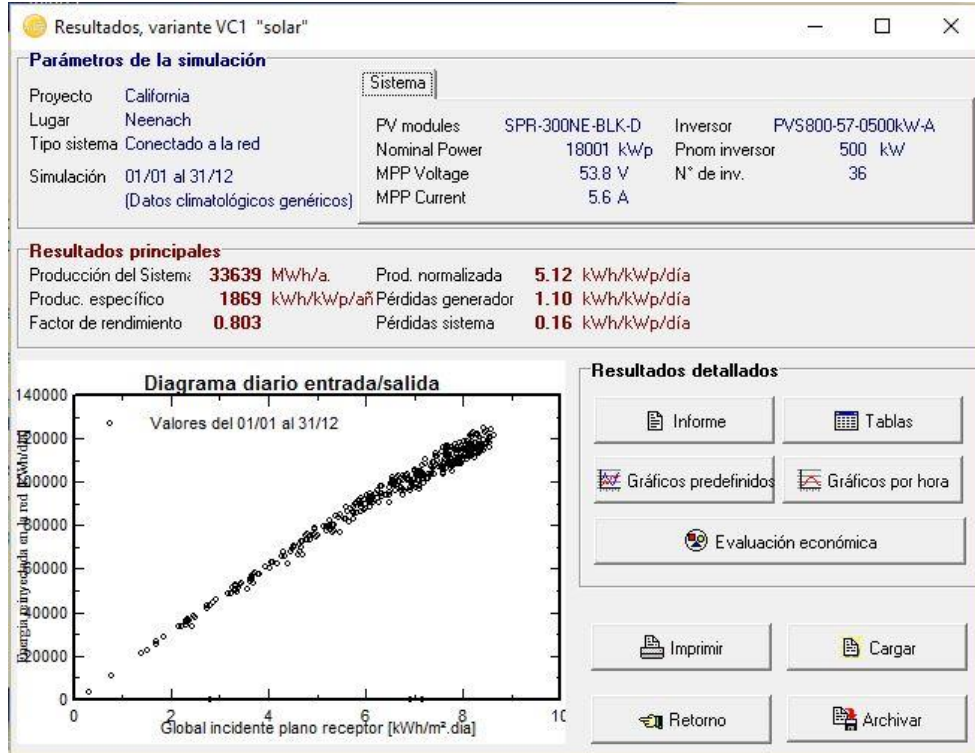 Resultados, variante VC1 "solar"
Parámetros de la simulación
Proyecto California
Lugar Neenach
Tipo sistema Conectado a la red
Simulación 01/01 al 31/12
(Datos climatológicos genéricos)
Sistema
PV modules SPR-300NE-BLK-D Inversor PVS800-57-0500kW-A
Nominal Power 18001 kWp Pnom inversor 500 kW
MPP Voltage 53.8 V N° de inv. 36
MPP Current 5.6 A
Resultados principales
Producción del Sistema 33639 MWh/a. Prod. normalizada 5.12 kWh/kWp/día
Produc. específico 1869 kWh/kWp/añ Pérdidas generador 1.10 kWh/kWp/día
Factor de rendimiento 0.803 Pérdidas sistema 0.16 kWh/kWp/día
Diagrama diario entrada/salida
Valores del 01/01 al 31/12
140000
120000
100000
80000
60000
40000
20000
0
Energía reinyectada en la red
0 2 4 6 8 10
Global incidente plano receptor [kWh/m².dia]
Resultados detallados
Informe
Tablas
Gráficos predefinidos
Gráficos por hora
Evaluación económica
Imprimir
Cargar
Retorno
Archivar